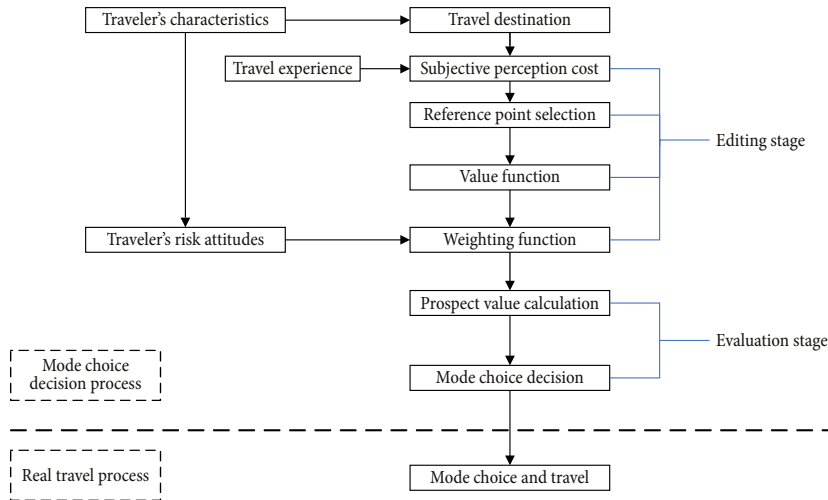 Traveler's characteristics
Travel destination
Travel experience
Subjective perception cost
Reference point selection
Editing stage
Value function
Traveler's risk attitudes
Weighting function
Prospect value calculation
Evaluation stage
Mode choice
decision process
Mode choice decision
Real travel process
Mode choice and travel